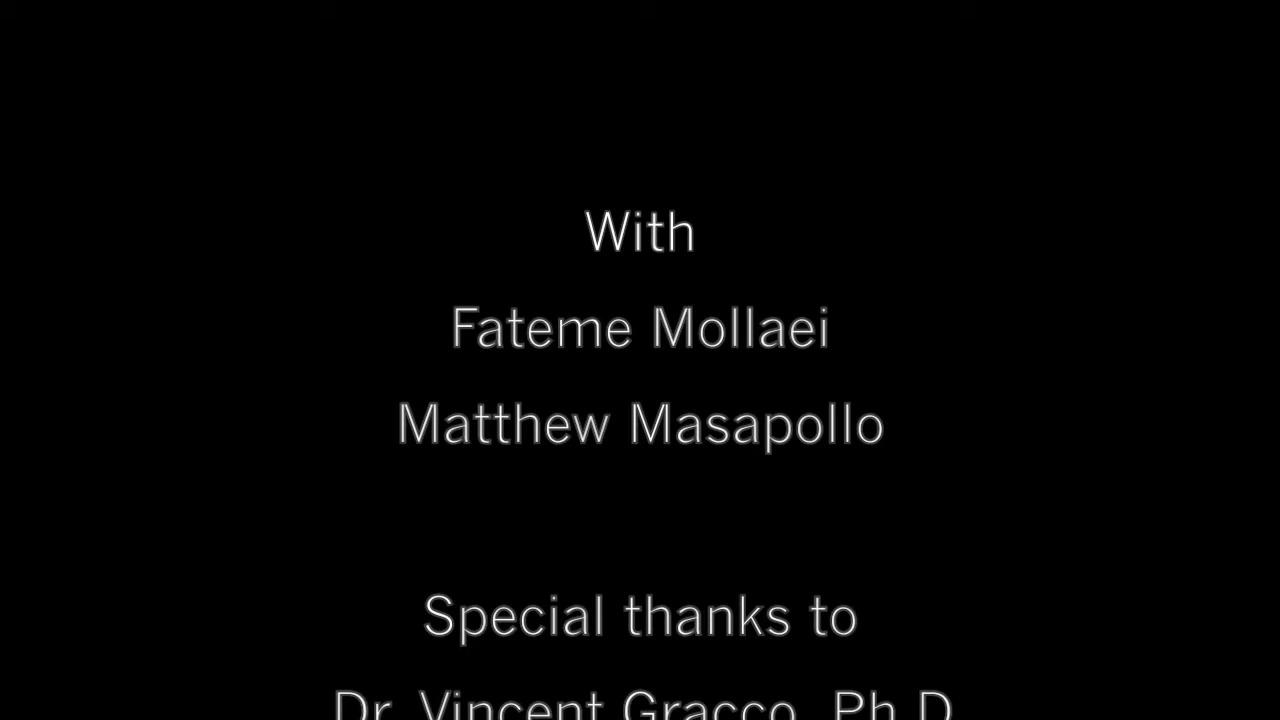 With
Fateme Mollaei
Matthew Masapollo
Special thanks to
Dr. Vincent Gracco, Ph.D